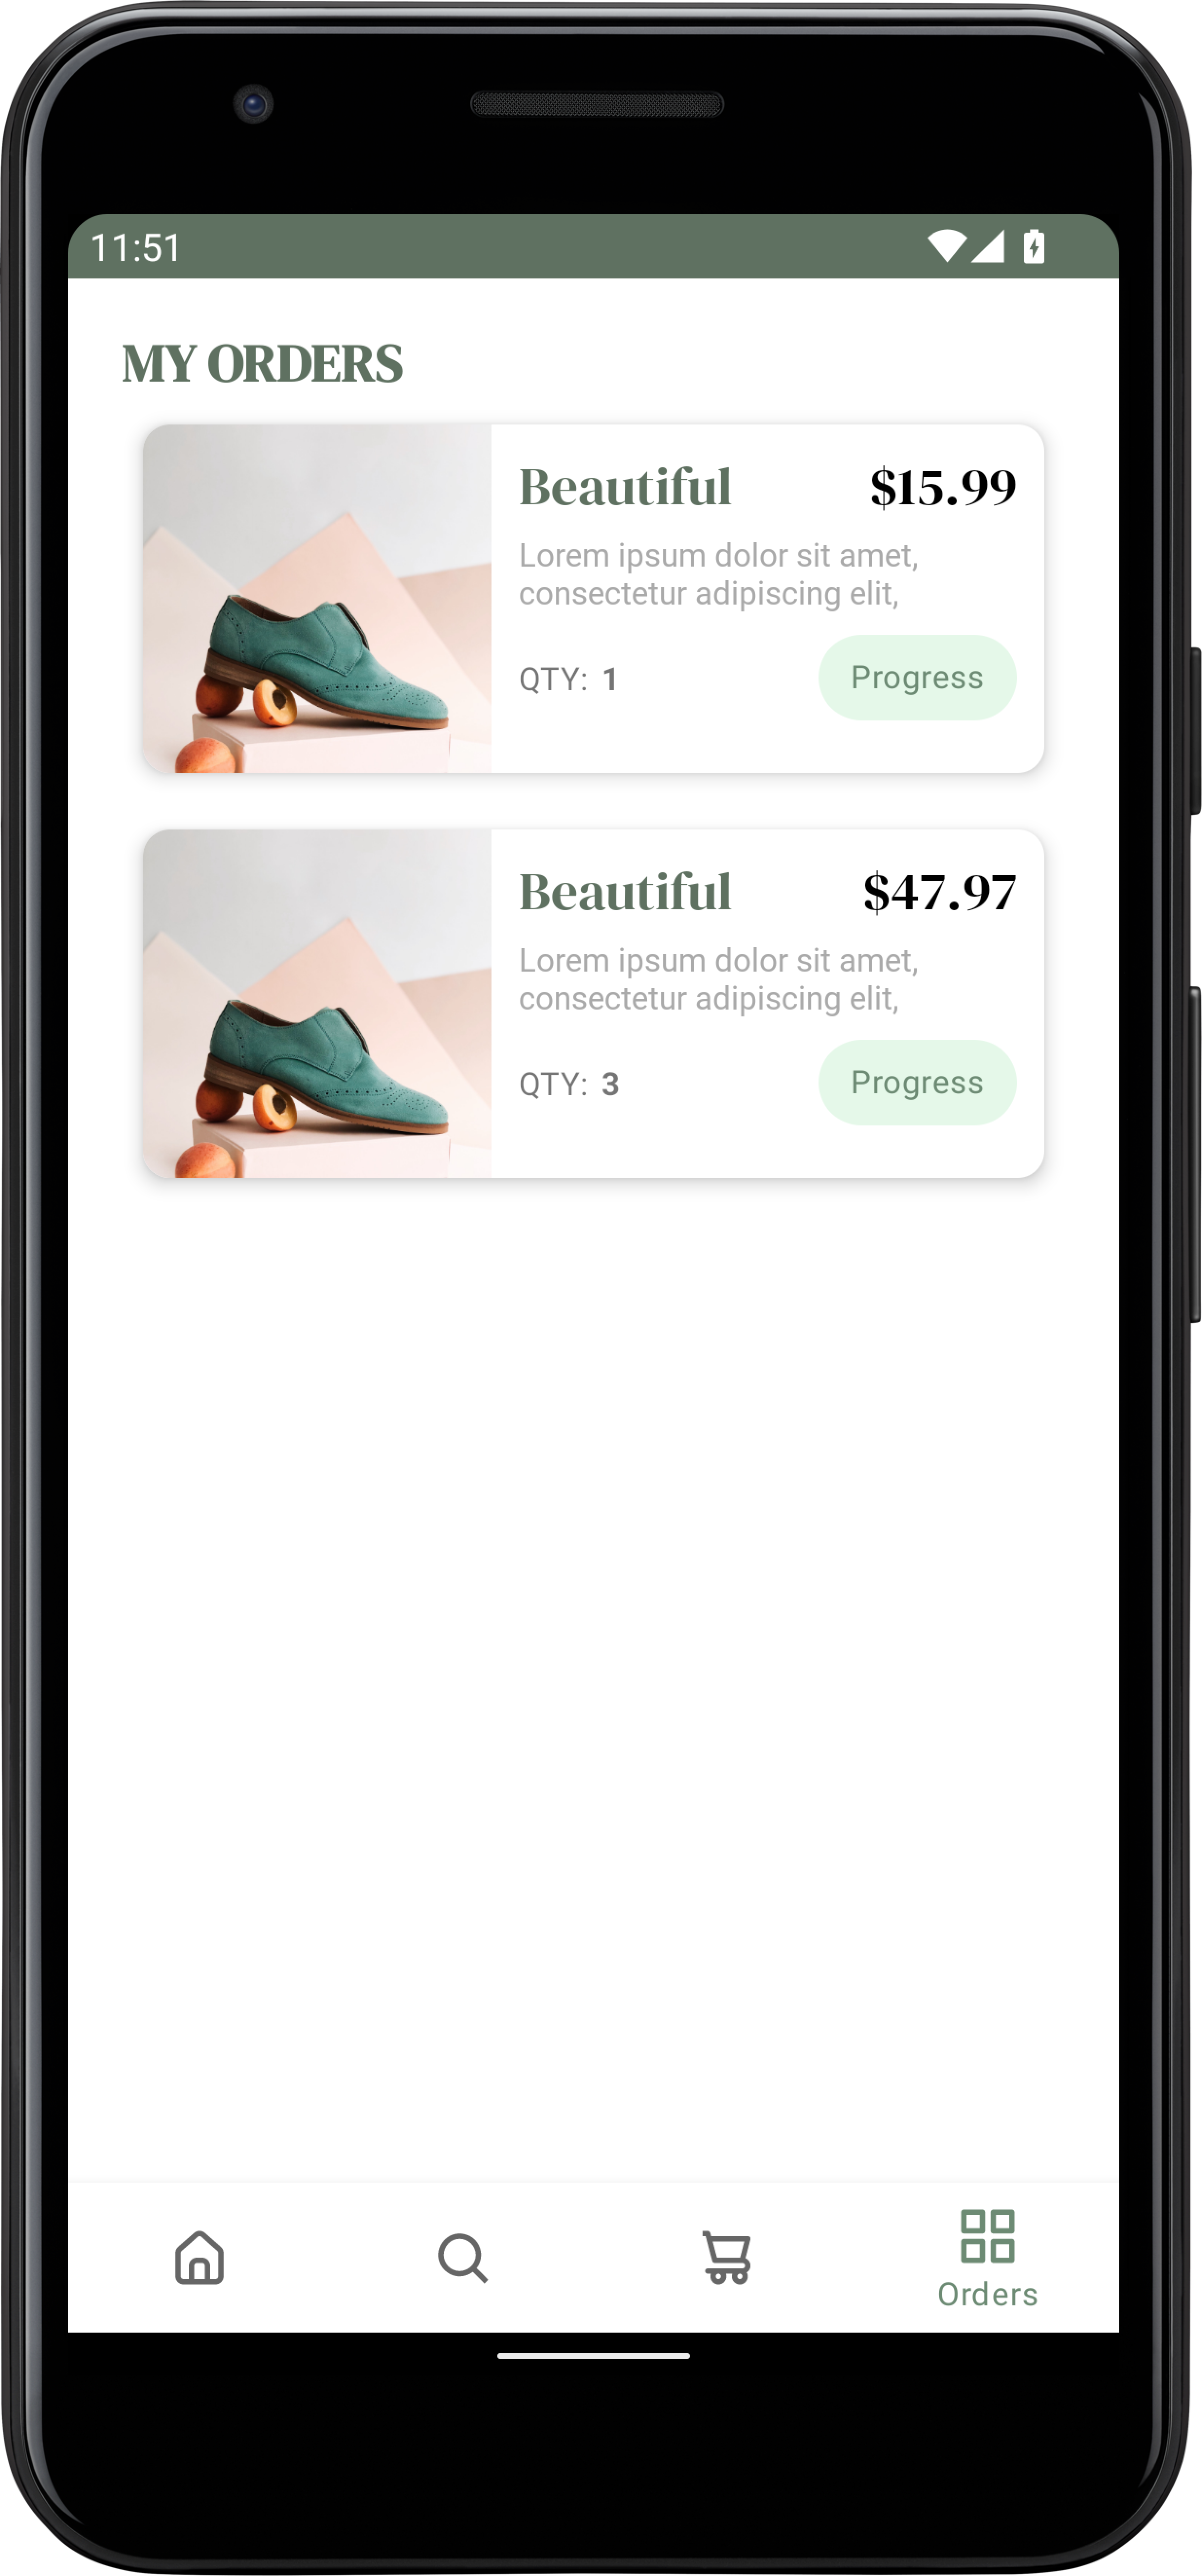 11:51
MY ORDERS
Beautiful $15.99
Lorem ipsum dolor sit amet,
consectetur adipiscing elit,
QTY: 1 Progress
Beautiful $47.97
Lorem ipsum dolor sit amet,
consectetur adipiscing elit,
QTY: 3 Progress
Orders